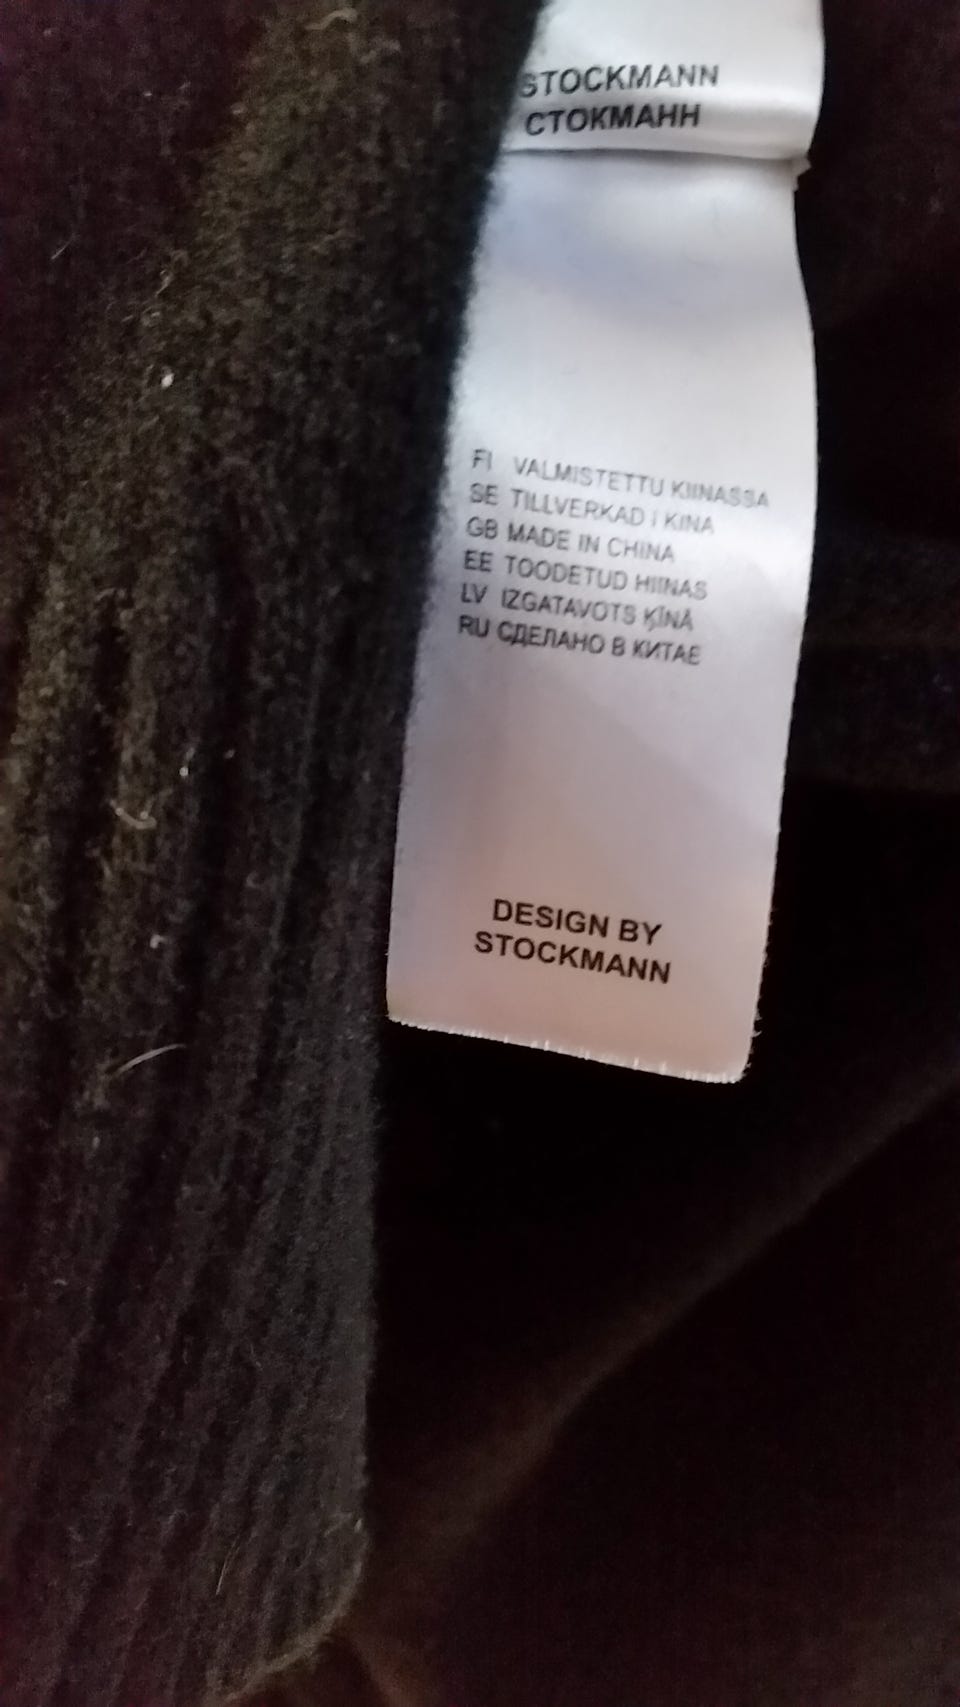 STOCKMANN
СТОКМАНН
FI VALMISTETTU KIINASSA
SE TILLVERKAD I KINA
GB MADE IN CHINA
EE TOODETUD HIINAS
LV IZGATAVOTS ĶĪNĀ
RU СДЕЛАНО В КИТАЕ
DESIGN BY
STOCKMANN